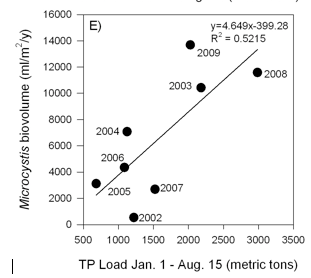 E)
y=4.649x-399.28
R² = 0.5215
16000
14000
12000
10000
8000
6000
4000
2000
0
Microcystis biovolume (ml/m²/y)
2009
2008
2003
2004
2006
2005
2007
2002
500 1000 1500 2000 2500 3000 3500
TP Load Jan. 1 - Aug. 15 (metric tons)